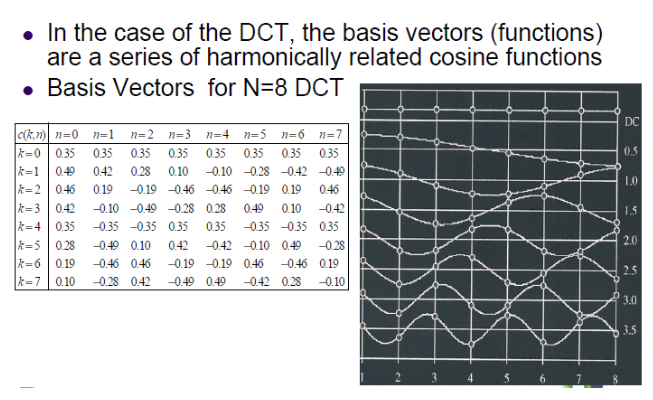 In the case of the DCT, the basis vectors (functions)
are a series of harmonically related cosine functions
Basis Vectors for N=8 DCT
c(k,n) n=0 n=1 n=2 n=3 n=4 n=5 n=6 n=7
k=0 0.35 0.35 0.35 0.35 0.35 0.35 0.35 0.35
k=1 0.49 0.42 0.28 0.10 -0.10 -0.28 -0.42 -0.49
k=2 0.46 0.19 -0.19 -0.46 -0.46 -0.19 0.19 0.46
k=3 0.42 -0.10 -0.49 -0.28 0.28 0.49 0.10 -0.42
k=4 0.35 -0.35 -0.35 0.35 0.35 -0.35 -0.35 0.35
k=5 0.28 -0.49 0.10 0.42 -0.42 -0.10 0.49 -0.28
k=6 0.19 -0.46 0.46 -0.19 -0.19 0.46 -0.46 0.19
k=7 0.10 -0.28 0.42 -0.49 0.49 -0.42 0.28 -0.10
DC
0.5
1.0
1.5
2.0
2.5
3.0
3.5
1 2 3 4 5 6 7 8